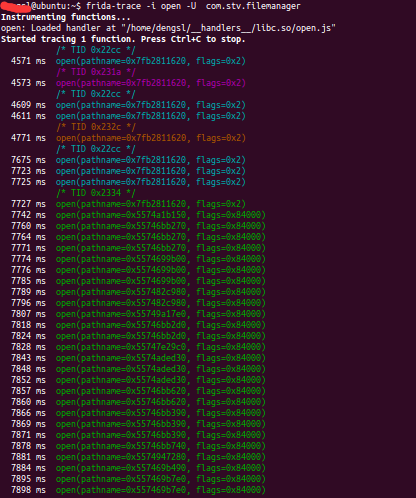 sl@ubuntu:~$ frida-trace -i open -U  com.stv.filemanager
Instrumenting functions...
open: Loaded handler at "/home/dengsl/__handlers__/libc.so/open.js"
Started tracing 1 function. Press Ctrl+C to stop.
/* TID 0x22cc */
4571 ms  open(pathname=0x7fb2811620, flags=0x2)
/* TID 0x231a */
4573 ms  open(pathname=0x7fb2811620, flags=0x2)
/* TID 0x22cc */
4609 ms  open(pathname=0x7fb2811620, flags=0x2)
4611 ms  open(pathname=0x7fb2811620, flags=0x2)
/* TID 0x232c */
4771 ms  open(pathname=0x7fb2811620, flags=0x2)
/* TID 0x22cc */
7675 ms  open(pathname=0x7fb2811620, flags=0x2)
7723 ms  open(pathname=0x7fb2811620, flags=0x2)
7725 ms  open(pathname=0x7fb2811620, flags=0x2)
/* TID 0x2334 */
7727 ms  open(pathname=0x7fb2811620, flags=0x2)
7742 ms  open(pathname=0x5574a1b150, flags=0x84000)
7760 ms  open(pathname=0x55746bb270, flags=0x84000)
7764 ms  open(pathname=0x55746bb270, flags=0x84000)
7771 ms  open(pathname=0x55746bb270, flags=0x84000)
7774 ms  open(pathname=0x5574699b00, flags=0x84000)
7776 ms  open(pathname=0x5574699b00, flags=0x84000)
7785 ms  open(pathname=0x5574699b00, flags=0x84000)
7789 ms  open(pathname=0x557482c980, flags=0x84000)
7796 ms  open(pathname=0x557482c980, flags=0x84000)
7807 ms  open(pathname=0x55749a17e0, flags=0x84000)
7818 ms  open(pathname=0x55746bb2d0, flags=0x84000)
7824 ms  open(pathname=0x55746bb2d0, flags=0x84000)
7828 ms  open(pathname=0x55747e29c0, flags=0x84000)
7843 ms  open(pathname=0x5574aded30, flags=0x84000)
7848 ms  open(pathname=0x5574aded30, flags=0x84000)
7852 ms  open(pathname=0x5574aded30, flags=0x84000)
7857 ms  open(pathname=0x55746bb620, flags=0x84000)
7860 ms  open(pathname=0x55746bb620, flags=0x84000)
7866 ms  open(pathname=0x55746bb390, flags=0x84000)
7869 ms  open(pathname=0x55746bb390, flags=0x84000)
7871 ms  open(pathname=0x55746bb390, flags=0x84000)
7878 ms  open(pathname=0x55746bb740, flags=0x84000)
7881 ms  open(pathname=0x5574947280, flags=0x84000)
7884 ms  open(pathname=0x557469b490, flags=0x84000)
7895 ms  open(pathname=0x557469b7e0, flags=0x84000)
7898 ms  open(pathname=0x557469b7e0, flags=0x84000)